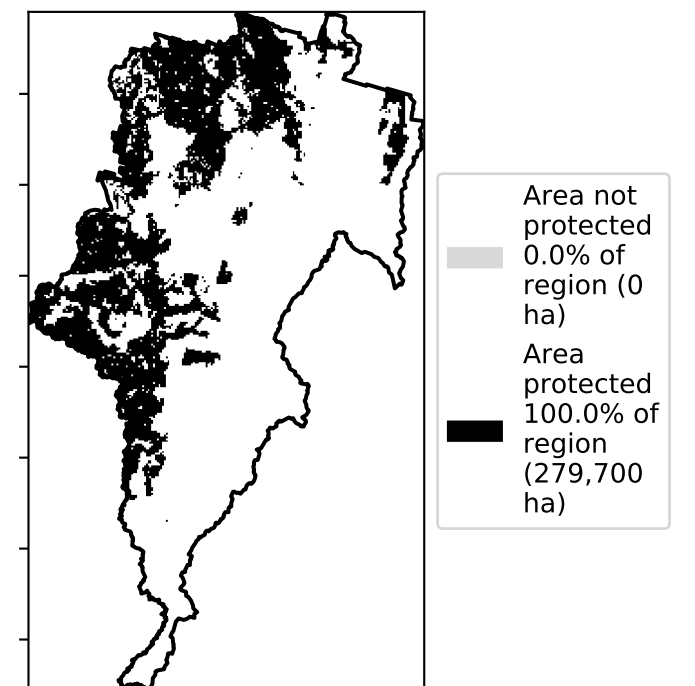 Area not
protected
0.0% of
region (0
ha)
Area
protected
100.0% of
region
(279,700
ha)